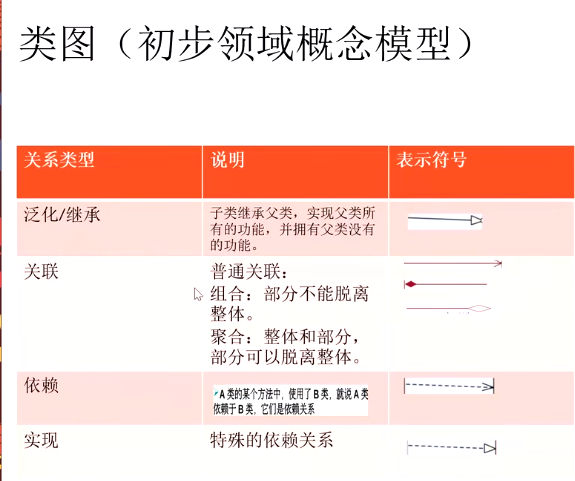 类图（初步领域概念模型）
关系类型 说明 表示符号
泛化/继承
子类继承父类，实现父类所
有的功能，并拥有父类没有
的功能。
关联
普通关联：
组合：部分不能脱离
整体。
聚合：整体和部分，
部分可以脱离整体。
依赖
A 类的某个方法中，使用了 B 类，就说 A 类
依赖于 B 类，它们是依赖关系
实现 特殊的依赖关系